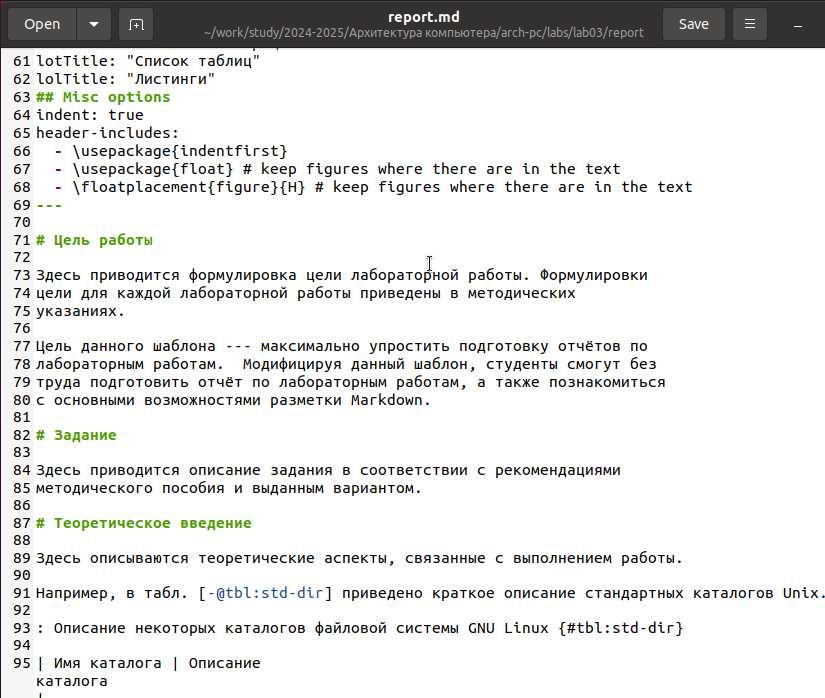 Open
report.md
~/work/study/2024-2025/Архитектура компьютера/arch-pc/labs/lab03/report
Save
61 lotTitle: "Список таблиц"
62 lolTitle: "Листинги"
63 ## Misc options
64 indent: true
65 header-includes:
66   - \usepackage{indentfirst}
67   - \usepackage{float} # keep figures where there are in the text
68   - \floatplacement{figure}{H} # keep figures where there are in the text
69 ---
70
71 # Цель работы
72
73 Здесь приводится формулировка цели лабораторной работы. Формулировки
74 цели для каждой лабораторной работы приведены в методических
75 указаниях.
76
77 Цель данного шаблона --- максимально упростить подготовку отчётов по
78 лабораторным работам.  Модифицируя данный шаблон, студенты смогут без
79 труда подготовить отчёт по лабораторным работам, а также познакомиться
80 с основными возможностями разметки Markdown.
81
82 # Задание
83
84 Здесь приводится описание задания в соответствии с рекомендациями
85 методического пособия и выданным вариантом.
86
87 # Теоретическое введение
88
89 Здесь описываются теоретические аспекты, связанные с выполнением работы.
90
91 Например, в табл. [-@tbl:std-dir] приведено краткое описание стандартных каталогов Unix.
92
93 : Описание некоторых каталогов файловой системы GNU Linux {#tbl:std-dir}
94
95 | Имя каталога | Описание
каталога